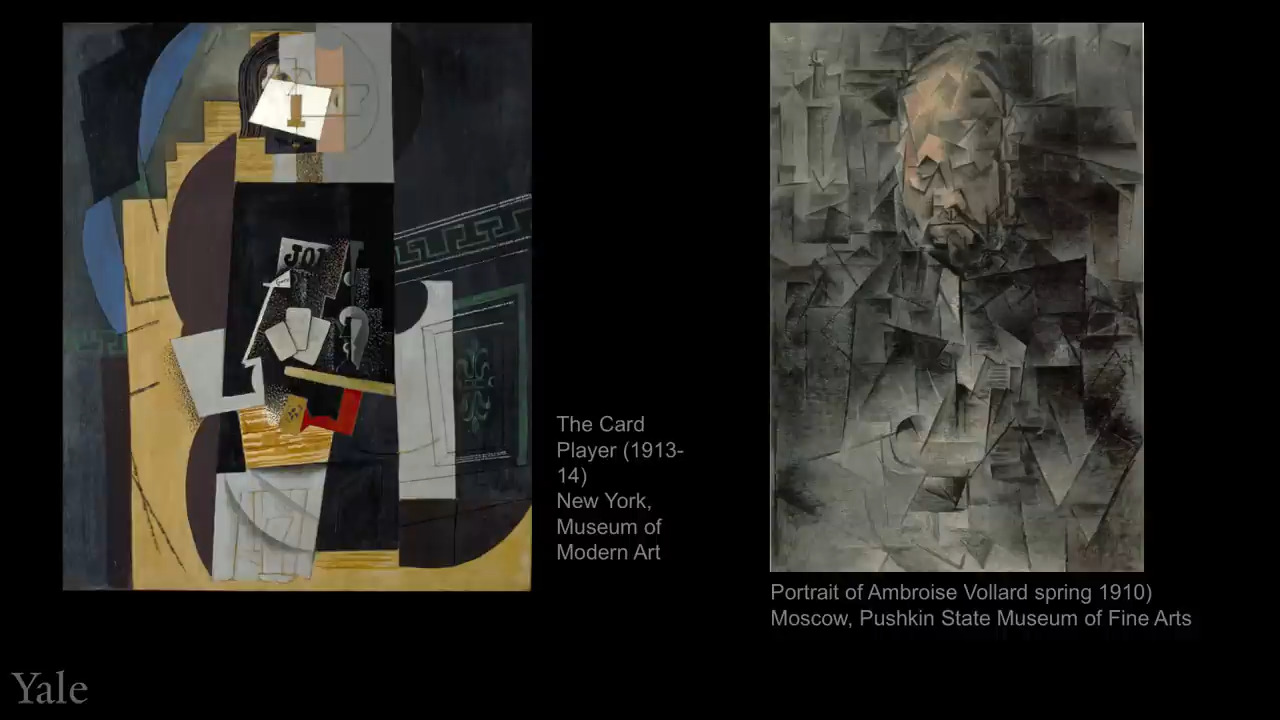 JOU
The Card
Player (1913-
14)
New York,
Museum of
Modern Art
Portrait of Ambroise Vollard spring 1910)
Moscow, Pushkin State Museum of Fine Arts
Yale